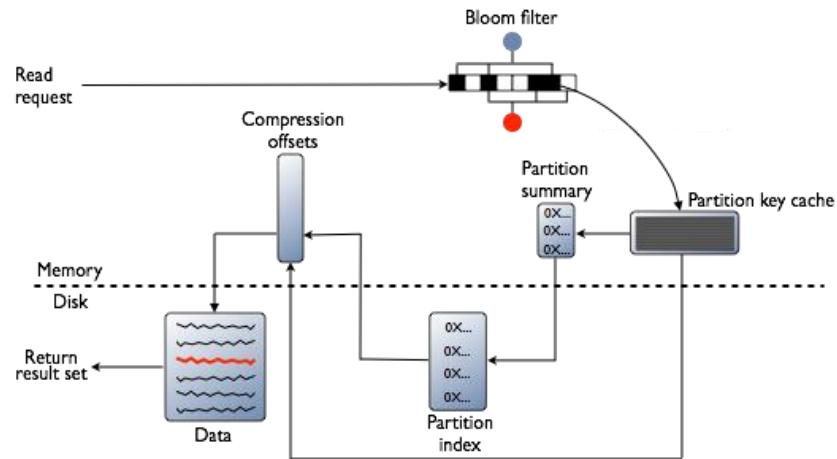 Bloom filter
Read
request
Compression
offsets
Partition
summary
Partition key cache
0X...
0X...
0X...
Memory
Disk
0X...
0X...
0X...
0X...
Return
result set
Data
Partition
index